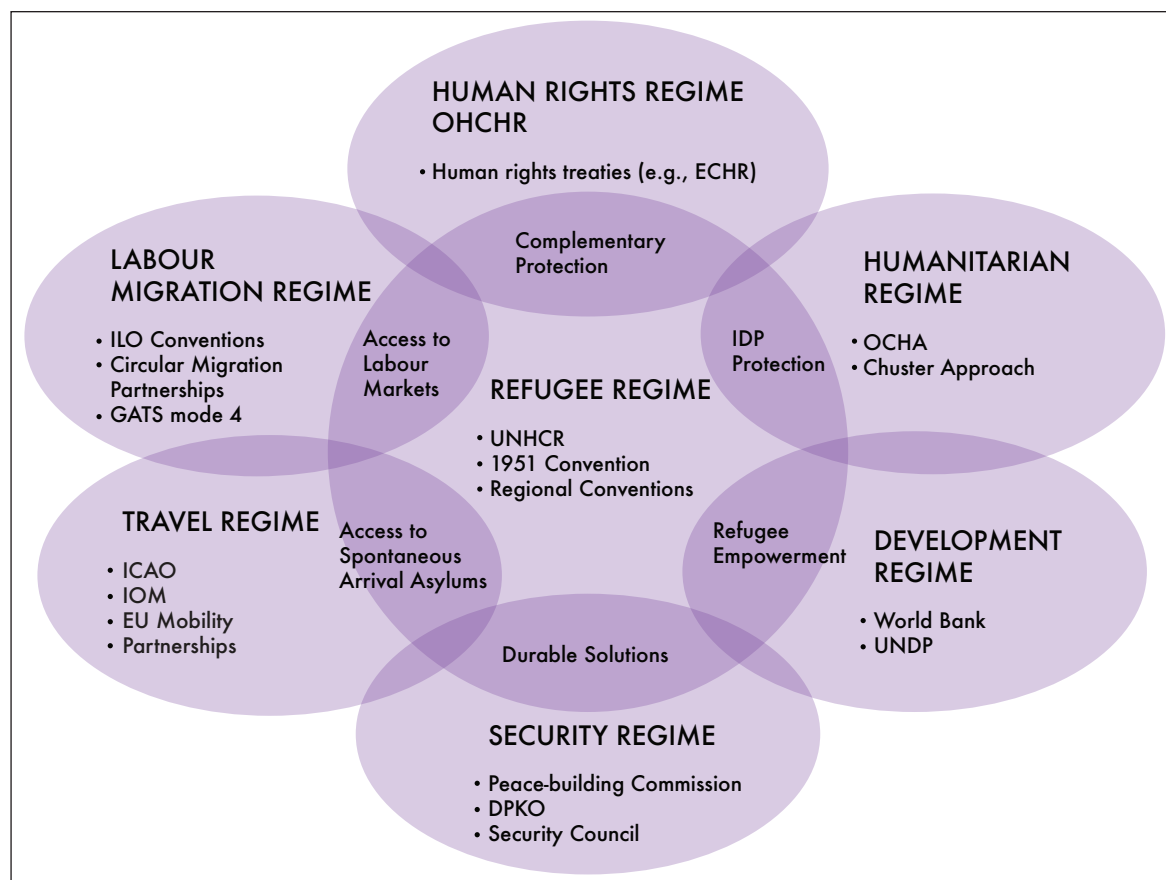 HUMAN RIGHTS REGIME
OHCHR
• Human rights treaties (e.g., ECHR)
Complementary
Protection
LABOUR
MIGRATION REGIME
• ILO Conventions
• Circular Migration
Partnerships
• GATS mode 4
Access to
Labour
Markets
HUMANITARIAN
REGIME
• OCHA
• Chuster Approach
IDP
Protection
REFUGEE REGIME
• UNHCR
• 1951 Convention
• Regional Conventions
TRAVEL REGIME
• ICAO
• IOM
• EU Mobility
• Partnerships
Access to
Spontaneous
Arrival Asylums
Refugee
Empowerment
DEVELOPMENT
REGIME
• World Bank
• UNDP
Durable Solutions
SECURITY REGIME
• Peace-building Commission
• DPKO
• Security Council